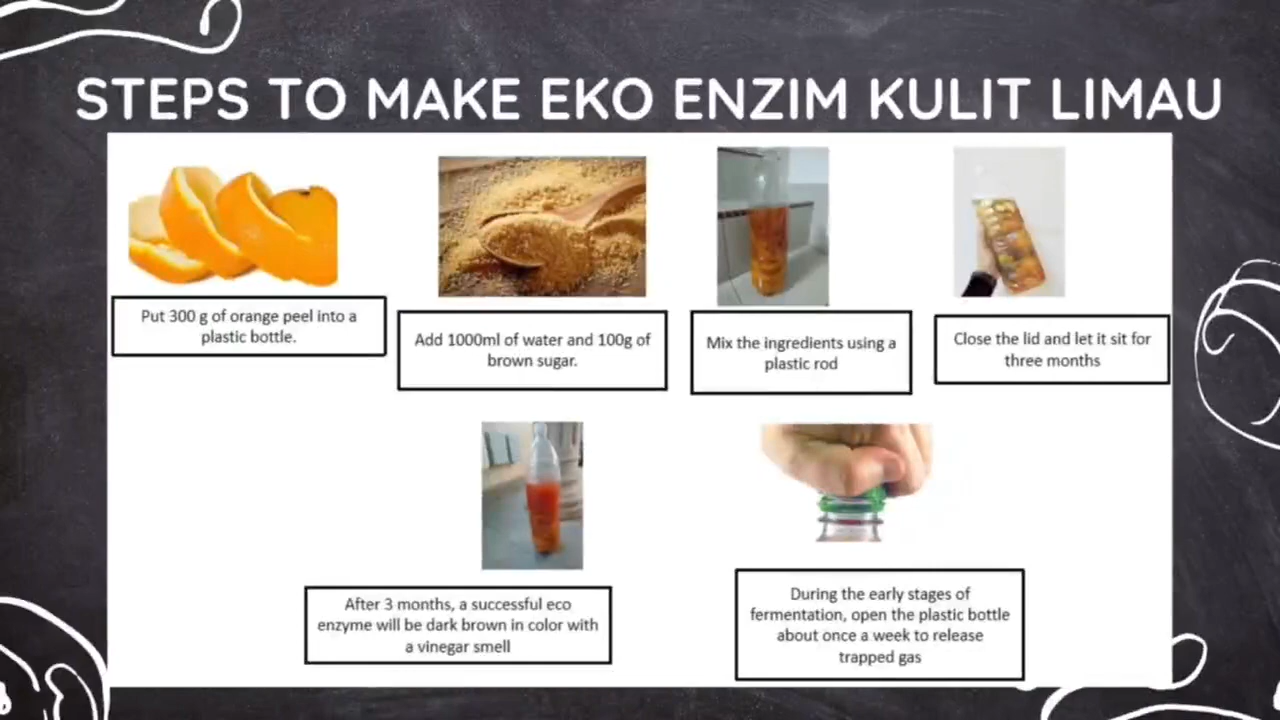 STEPS TO MAKE EKO ENZIM KULIT LIMAU
Put 300 g of orange peel into a
plastic bottle.
Add 1000ml of water and 100g of
brown sugar.
Mix the ingredients using a
plastic rod
Close the lid and let it sit for
three months
After 3 months, a successful eco
enzyme will be dark brown in color with
a vinegar smell
During the early stages of
fermentation, open the plastic bottle
about once a week to release
trapped gas